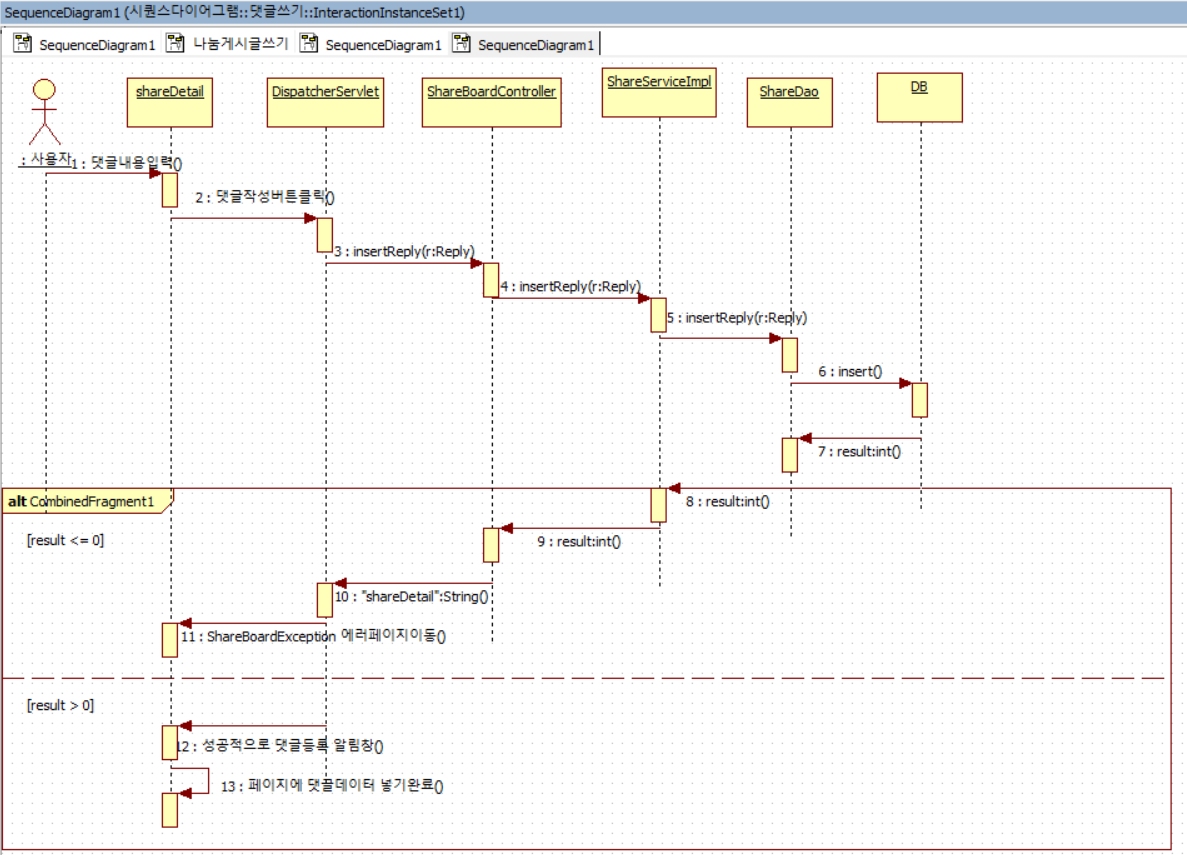 SequenceDiagram1 (시퀀스다이어그램::댓글쓰기::InteractionInstanceSet1)
SequenceDiagram1 나눔게시글쓰기 SequenceDiagram1 SequenceDiagram1
shareDetail DispatcherServlet ShareBoardController ShareServiceImpl ShareDao DB
: 사용자
1 : 댓글내용입력()
2 : 댓글작성버튼클릭()
3 : insertReply(r:Reply)
4 : insertReply(r:Reply)
5 : insertReply(r:Reply)
6 : insert()
7 : result:int()
alt CombinedFragment1
8 : result:int()
[result <= 0]
9 : result:int()
10 : "shareDetail":String()
11 : ShareBoardException 에러페이지이동()
[result > 0]
12 : 성공적으로 댓글등록 알림창()
13 : 페이지에 댓글데이터 넣기완료()